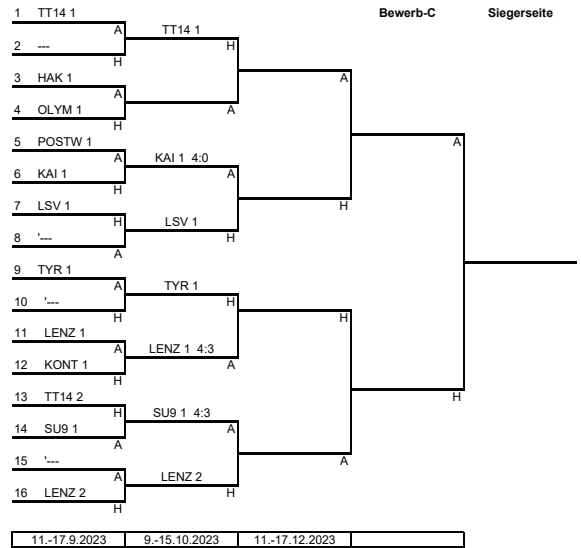 Bewerb-C Siegerseite
1 TT14 1
A TT14 1
2 ---
H H
3 HAK 1
A A
4 OLYM 1
H A
5 POSTW 1
A
A KAI 1 4:0
6 KAI 1 A
H
7 LSV 1
H LSV 1 H
8 '--- H
A
9 TYR 1
A TYR 1
10 '--- H
H H
11 LENZ 1
A LENZ 1 4:3
12 KONT 1 A
H
13 TT14 2 H
H SU9 1 4:3
14 SU9 1 A
A
15 '--- A
A LENZ 2
16 LENZ 2 H
H
11.-17.9.2023 9.-15.10.2023 11.-17.12.2023